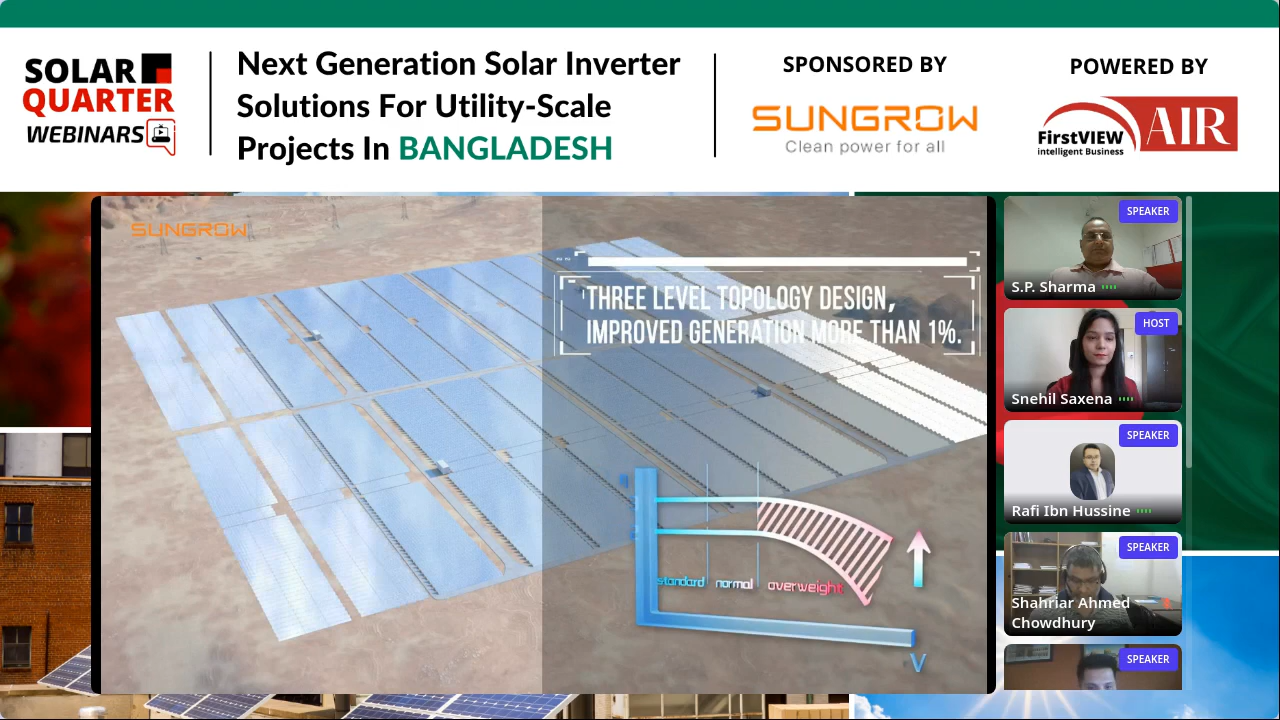 SOLAR
QUARTER
WEBINARS
Next Generation Solar Inverter
Solutions For Utility-Scale
Projects In BANGLADESH
SPONSORED BY
SUNGROW
Clean power for all
POWERED BY
FirstVIEW
intelligent Business
AIR
SUNGROW
THREE LEVEL TOPOLOGY DESIGN,
IMPROVED GENERATION MORE THAN 1%.
standard normal overweight
V
SPEAKER
S.P. Sharma
HOST
Snehil Saxena
SPEAKER
Rafi Ibn Hussine
SPEAKER
Shahriar Ahmed
Chowdhury
SPEAKER